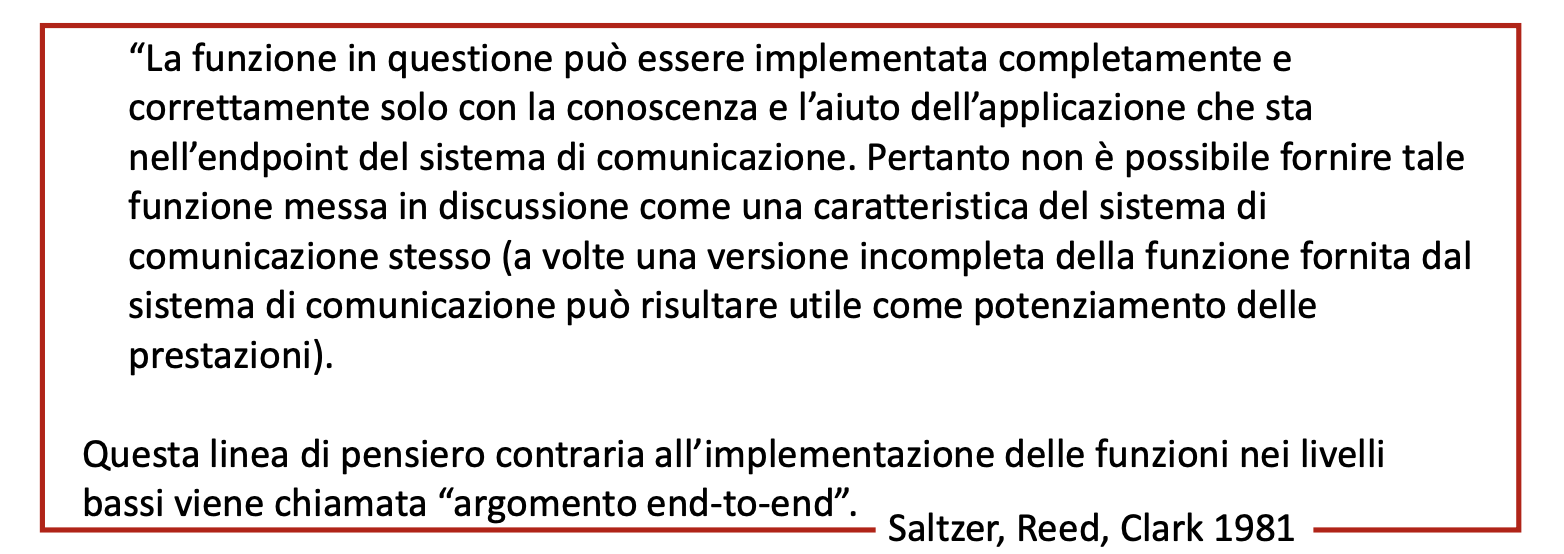 “La funzione in questione può essere implementata completamente e
correttamente solo con la conoscenza e l’aiuto dell’applicazione che sta
nell’endpoint del sistema di comunicazione. Pertanto non è possibile fornire tale
funzione messa in discussione come una caratteristica del sistema di
comunicazione stesso (a volte una versione incompleta della funzione fornita dal
sistema di comunicazione può risultare utile come potenziamento delle
prestazioni).
Questa linea di pensiero contraria all’implementazione delle funzioni nei livelli
bassi viene chiamata “argomento end-to-end”.
Saltzer, Reed, Clark 1981